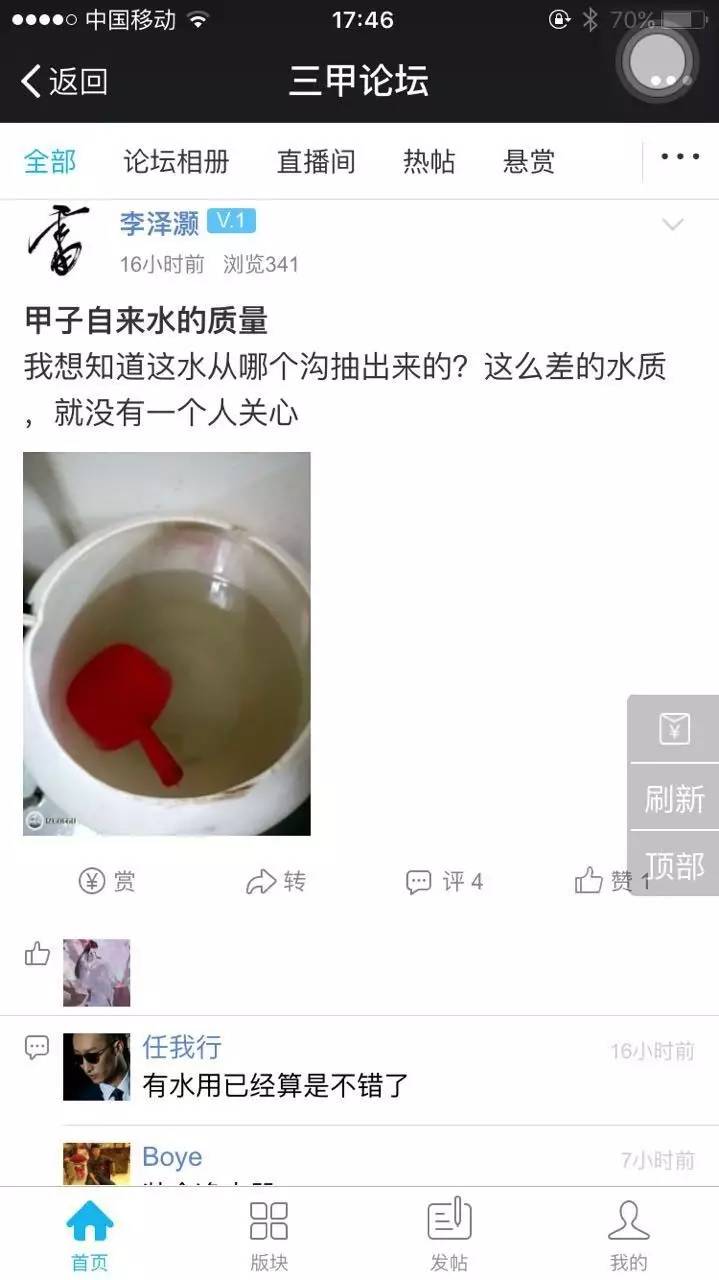 中国移动 17:46 70%
返回 三甲论坛
全部 论坛相册 直播间 热帖 悬赏
李泽灏 V.1
16小时前 浏览341
甲子自来水的质量
我想知道这水从哪个沟抽出来的？这么差的水质
，就没有一个人关心
刷新
顶部
赏 转 评 4 赞 1
任我行 16小时前
有水用已经算是不错了
Boye 7小时前
首页 版块 发帖 我的